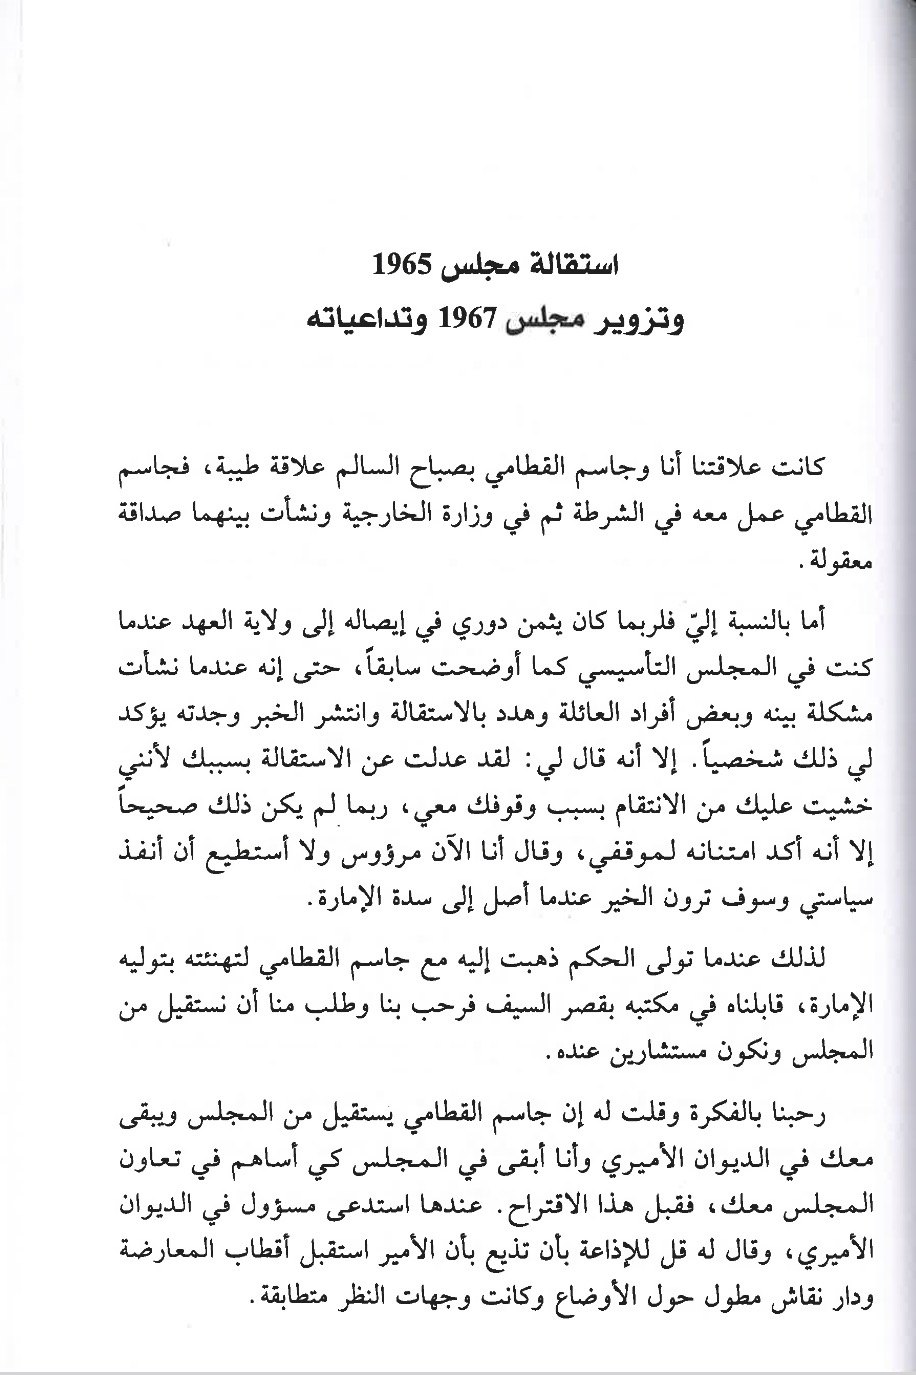 استقالة مجلس 1965
وتزوير مجلس 1967 وتداعياته
كانت علاقتنا أنا وجاسم القطامي بصباح السالم علاقة طيبة، فجاسم
القطامي عمل معه في الشرطة ثم في وزارة الخارجية ونشأت بينهما صداقة
معقولة.
أما بالنسبة إليّ فلربما كان يثمن دوري في إيصاله إلى ولاية العهد عندما
كنت في المجلس التأسيسي كما أوضحت سابقاً، حتى إنه عندما نشأت
مشكلة بينه وبعض أفراد العائلة وهدد بالاستقالة وانتشر الخبر وجدته يؤكد
لي ذلك شخصياً. إلا أنه قال لي: لقد عدلت عن الاستقالة بسببك لأنني
خشيت عليك من الانتقام بسبب وقوفك معي، ربما لم يكن ذلك صحيحاً
إلا أنه أكد امتنانه لموقفي، وقال أنا الآن مرؤوس ولا أستطيع أن أنفذ
سياستي وسوف ترون الخير عندما أصل إلى سدة الإمارة.
لذلك عندما تولى الحكم ذهبت إليه مع جاسم القطامي لتهنئته بتوليه
الإمارة، قابلناه في مكتبه بقصر السيف فرحب بنا وطلب منا أن نستقيل من
المجلس ونكون مستشارين عنده.
رحبنا بالفكرة وقلت له إن جاسم القطامي يستقيل من المجلس ويبقى
معك في الديوان الأميري وأنا أبقى في المجلس كي أساهم في تعاون
المجلس معك، فقبل هذا الاقتراح. عندها استدعى مسؤول في الديوان
الأميري، وقال له قل للإذاعة بأن تذيع بأن الأمير استقبل أقطاب المعارضة
ودار نقاش مطول حول الأوضاع وكانت وجهات النظر متطابقة.